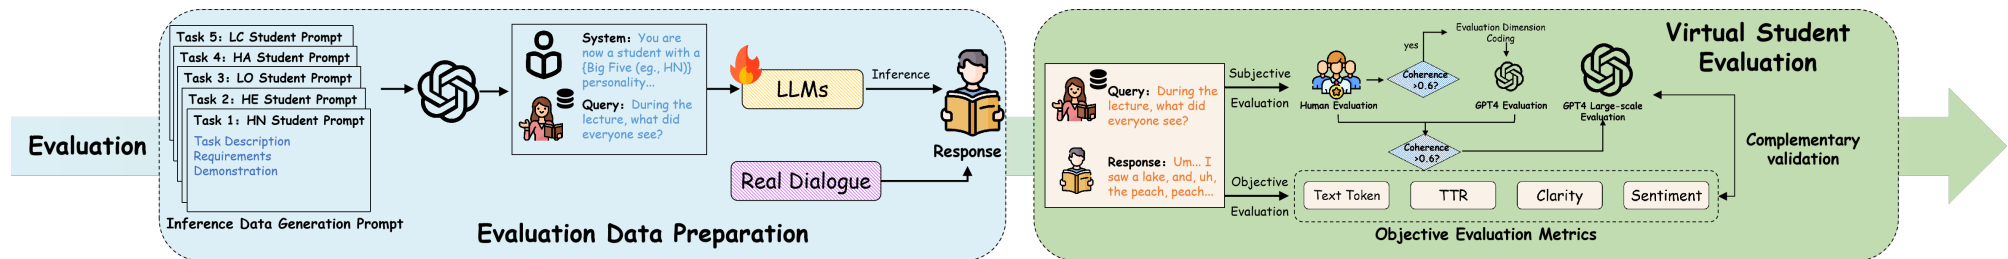 Evaluation
Task 5: LC Student Prompt
Task 4: HA Student Prompt
Task 3: LO Student Prompt
Task 2: HE Student Prompt
Task 1: HN Student Prompt
Task Description
Requirements
Demonstration
Inference Data Generation Prompt
System: You are
now a student with a
{Big Five (eg., HN)}
personality...
Query: During the
lecture, what did
everyone see?
LLMs
Inference
Real Dialogue
Response
Evaluation Data Preparation
Query: During the
lecture, what did
everyone see?
Response: Um... I
saw a lake, and, uh,
the peach, peach...
Subjective
Evaluation
Objective
Evaluation
Human Evaluation
Coherence
>0.6?
yes
Evaluation Dimension
Coding
GPT4 Evaluation
GPT4 Large-scale
Evaluation
Coherence
>0.6?
Text Token
TTR
Clarity
Sentiment
Objective Evaluation Metrics
Virtual Student
Evaluation
Complementary
validation